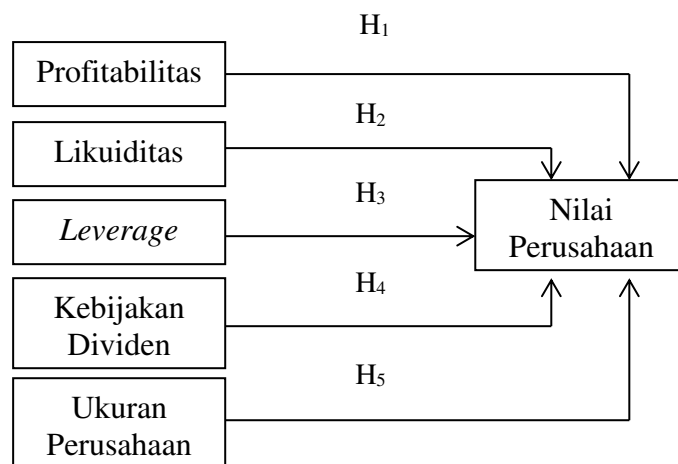 H₁
Profitabilitas
H₂
Likuiditas
H₃
Leverage
Nilai
Perusahaan
H₄
Kebijakan
Dividen
H₅
Ukuran
Perusahaan